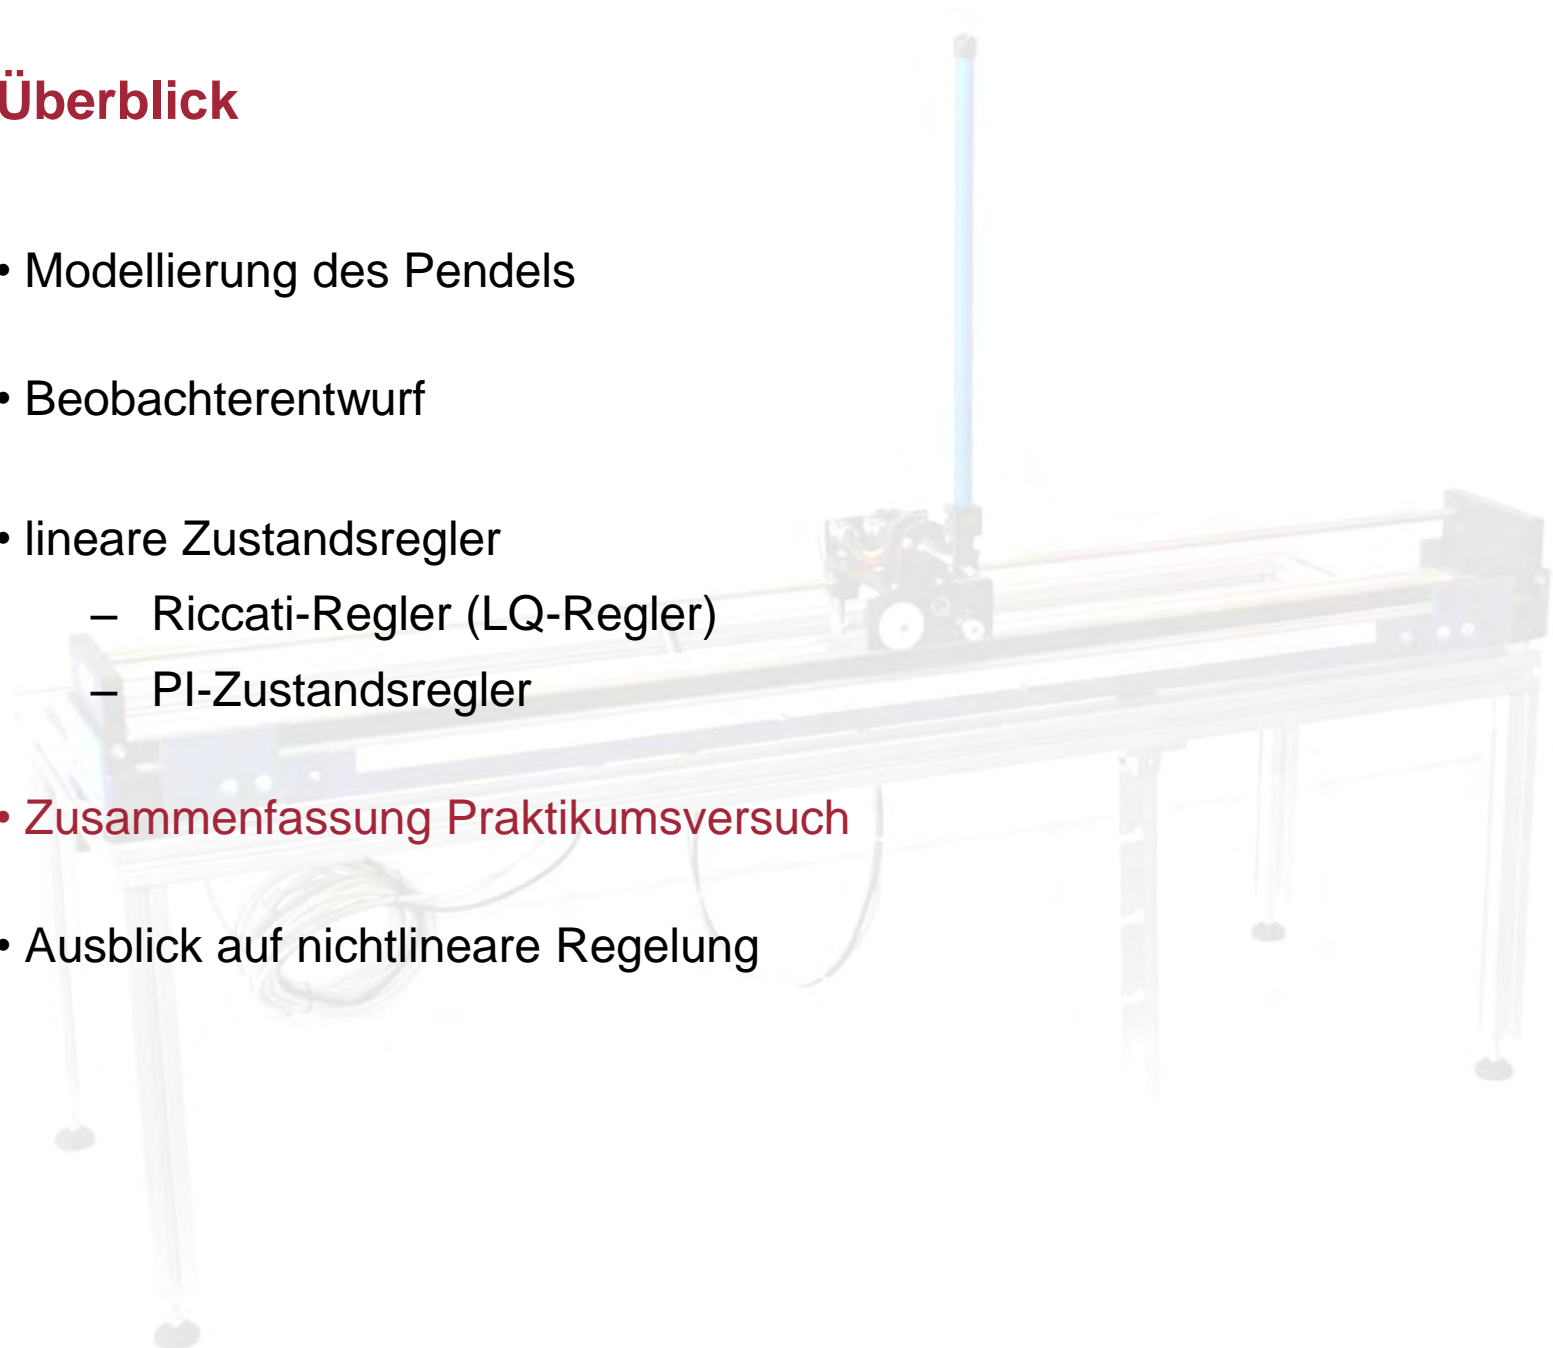 Überblick
• Modellierung des Pendels
• Beobachterentwurf
• lineare Zustandsregler
– Riccati-Regler (LQ-Regler)
– PI-Zustandsregler
• Zusammenfassung Praktikumsversuch
• Ausblick auf nichtlineare Regelung